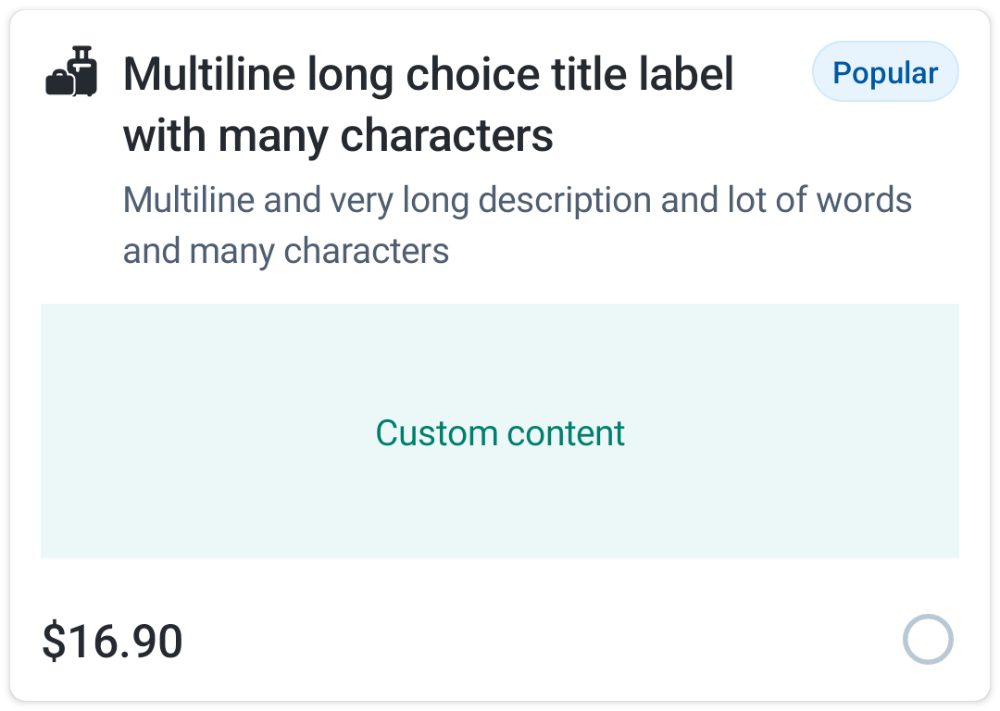 Multiline long choice title label
Popular
with many characters
Multiline and very long description and lot of words
and many characters
Custom content
$16.90